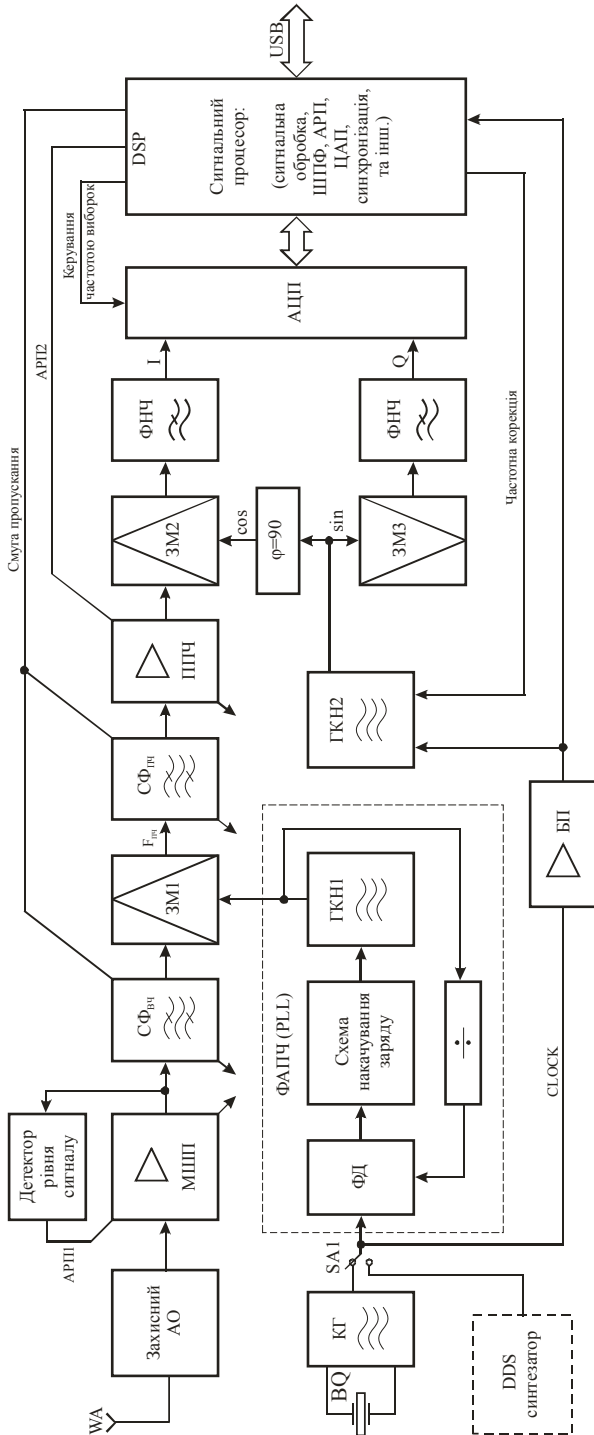 WA
Захисний
АО
АРП1
Детектор
рівня
сигналу
МШП
СФВЧ
ЗМ1
FПЧ
СФПЧ
ППЧ
ЗМ2
ФНЧ
I
Смуга пропускання
АРП2
Керування
частотою виборок
АЦП
DSP
Сигнальний
процесор:
(сигнальна
обробка,
ШПФ, АРП,
ЦАП,
синхронізація,
та інш.)
USB
cos
φ=90
sin
ЗМ3
ФНЧ
Q
ГКН2
Частотна корекція
ФАПЧ (PLL)
ФД
Схема
накачування
заряду
ГКН1
÷
BQ
КГ
SA1
DDS
синтезатор
CLOCK
БП